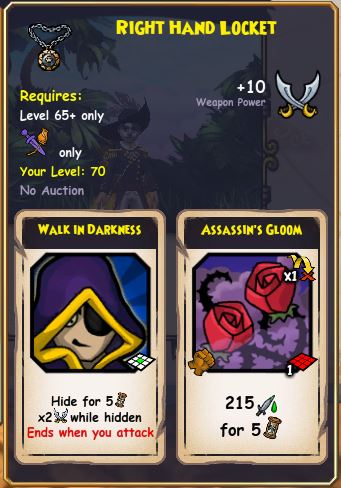 RIGHT HAND LOCKET
+10
Weapon Power
Requires:
Level 65+ only
only
Your Level: 70
No Auction
WALK IN DARKNESS
ASSASSIN'S GLOOM
x1
1
Hide for 5
x2 while hidden
Ends when you attack
215
for 5